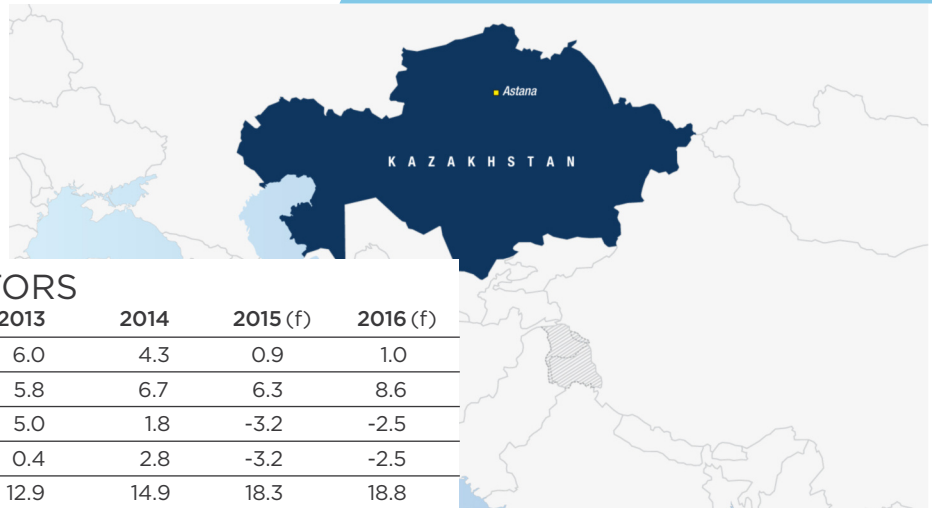 Astana
K A Z A K H S T A N
TORS
2013 2014 2015 (f) 2016 (f)
6.0 4.3 0.9 1.0
5.8 6.7 6.3 8.6
5.0 1.8 -3.2 -2.5
0.4 2.8 -3.2 -2.5
12.9 14.9 18.3 18.8